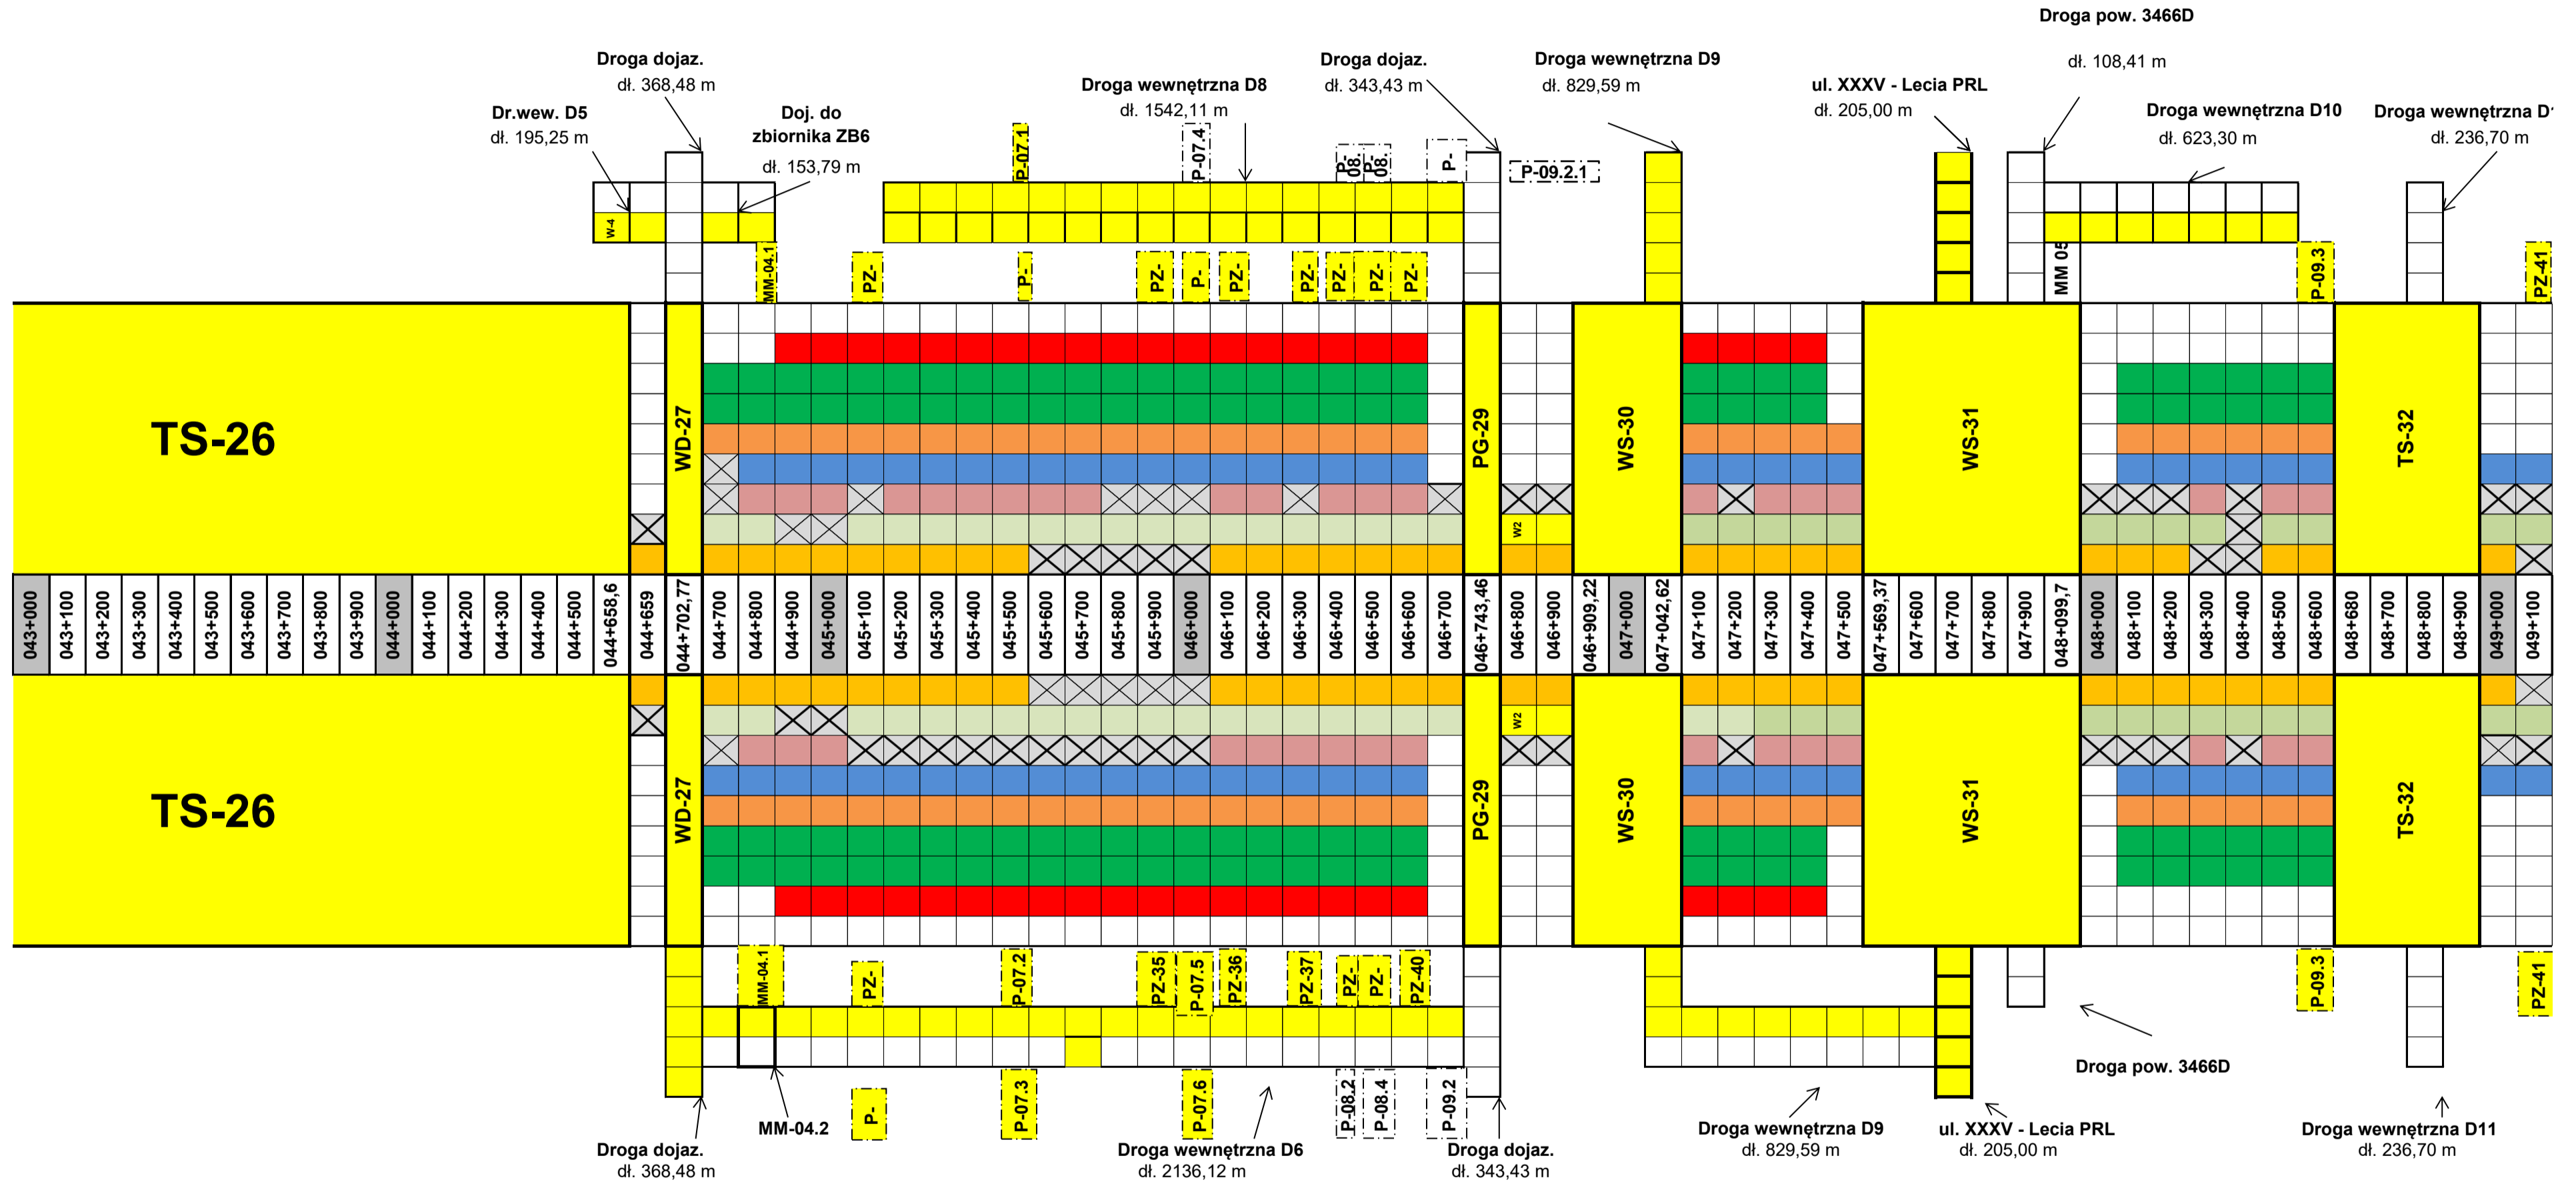 Droga pow. 3466D
dł. 108,41 m
Droga dojaz.
dł. 368,48 m
Droga dojaz.
dł. 343,43 m
Droga wewnętrzna D9
dł. 829,59 m
Droga wewnętrzna D8
dł. 1542,11 m
ul. XXXV - Lecia PRL
dł. 205,00 m
Dr.wew. D5
dł. 195,25 m
Doj. do
zbiornika ZB6
dł. 153,79 m
Droga wewnętrzna D10
dł. 623,30 m
Droga wewnętrzna
dł. 236,70 m
P-07.1
P-07.4
P-
08.
P-
08.
P-
P-09.2.1
W-4
MM-04.1
PZ-
P-
PZ-
P-
PZ-
PZ-
PZ-
PZ-
PZ-
MM 05
P-09.3
PZ-41
TS-26
WD-27
PG-29
WS-30
WS-31
TS-32
W2
043+000
043+100
043+200
043+300
043+400
043+500
043+600
043+700
043+800
043+900
044+000
044+100
044+200
044+300
044+400
044+500
044+658,6
044+659
044+702,77
044+700
044+800
044+900
045+000
045+100
045+200
045+300
045+400
045+500
045+600
045+700
045+800
045+900
046+000
046+100
046+200
046+300
046+400
046+500
046+600
046+700
046+743,46
046+800
046+900
046+909,22
047+000
047+042,62
047+100
047+200
047+300
047+400
047+500
047+569,37
047+600
047+700
047+800
047+900
048+099,7
048+000
048+100
048+200
048+300
048+400
048+500
048+600
048+680
048+700
048+800
048+900
049+000
049+100
W2
TS-26
WD-27
PG-29
WS-30
WS-31
TS-32
MM-04.1
PZ-
P-07.2
PZ-35
P-07.5
PZ-36
PZ-37
PZ-
PZ-
PZ-40
P-09.3
PZ-41
P-
P-07.3
P-07.6
P-08.2
P-08.4
P-09.2
Droga pow. 3466D
MM-04.2
Droga dojaz.
dł. 368,48 m
Droga wewnętrzna D6
dł. 2136,12 m
Droga dojaz.
dł. 343,43 m
Droga wewnętrzna D9
dł. 829,59 m
ul. XXXV - Lecia PRL
dł. 205,00 m
Droga wewnętrzna D11
dł. 236,70 m